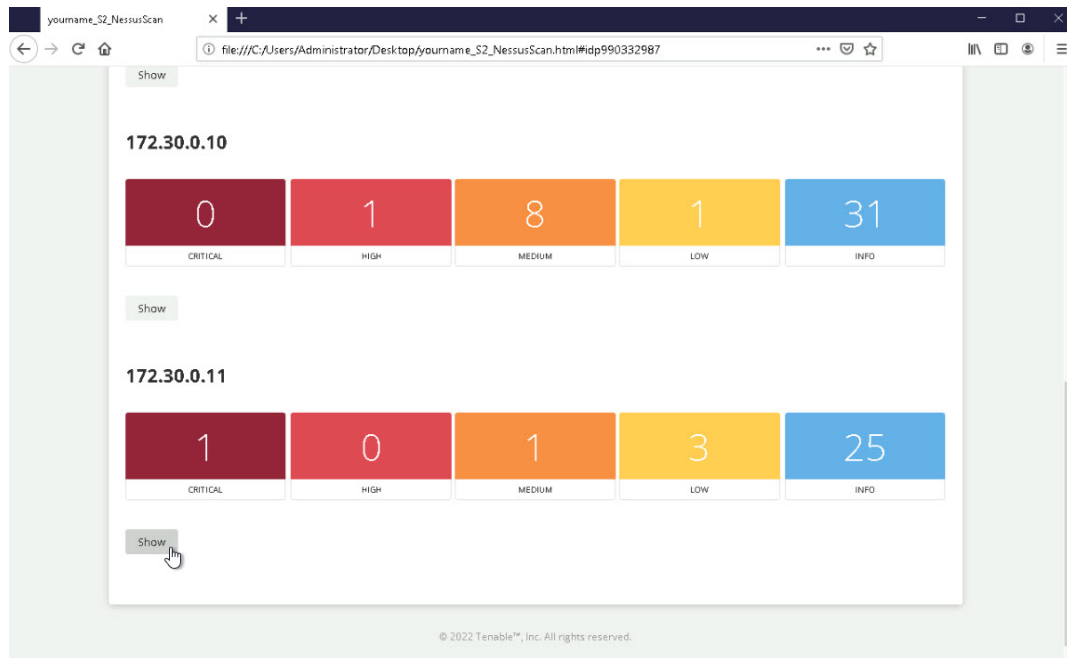 yourname_S2_NessusScan
file:///C:/Users/Administrator/Desktop/yourname_S2_NessusScan.html#idp990332987
Show
172.30.0.10
0 1 8 1 31
CRITICAL HIGH MEDIUM LOW INFO
Show
172.30.0.11
1 0 1 3 25
CRITICAL HIGH MEDIUM LOW INFO
Show
© 2022 Tenable™, Inc. All rights reserved.